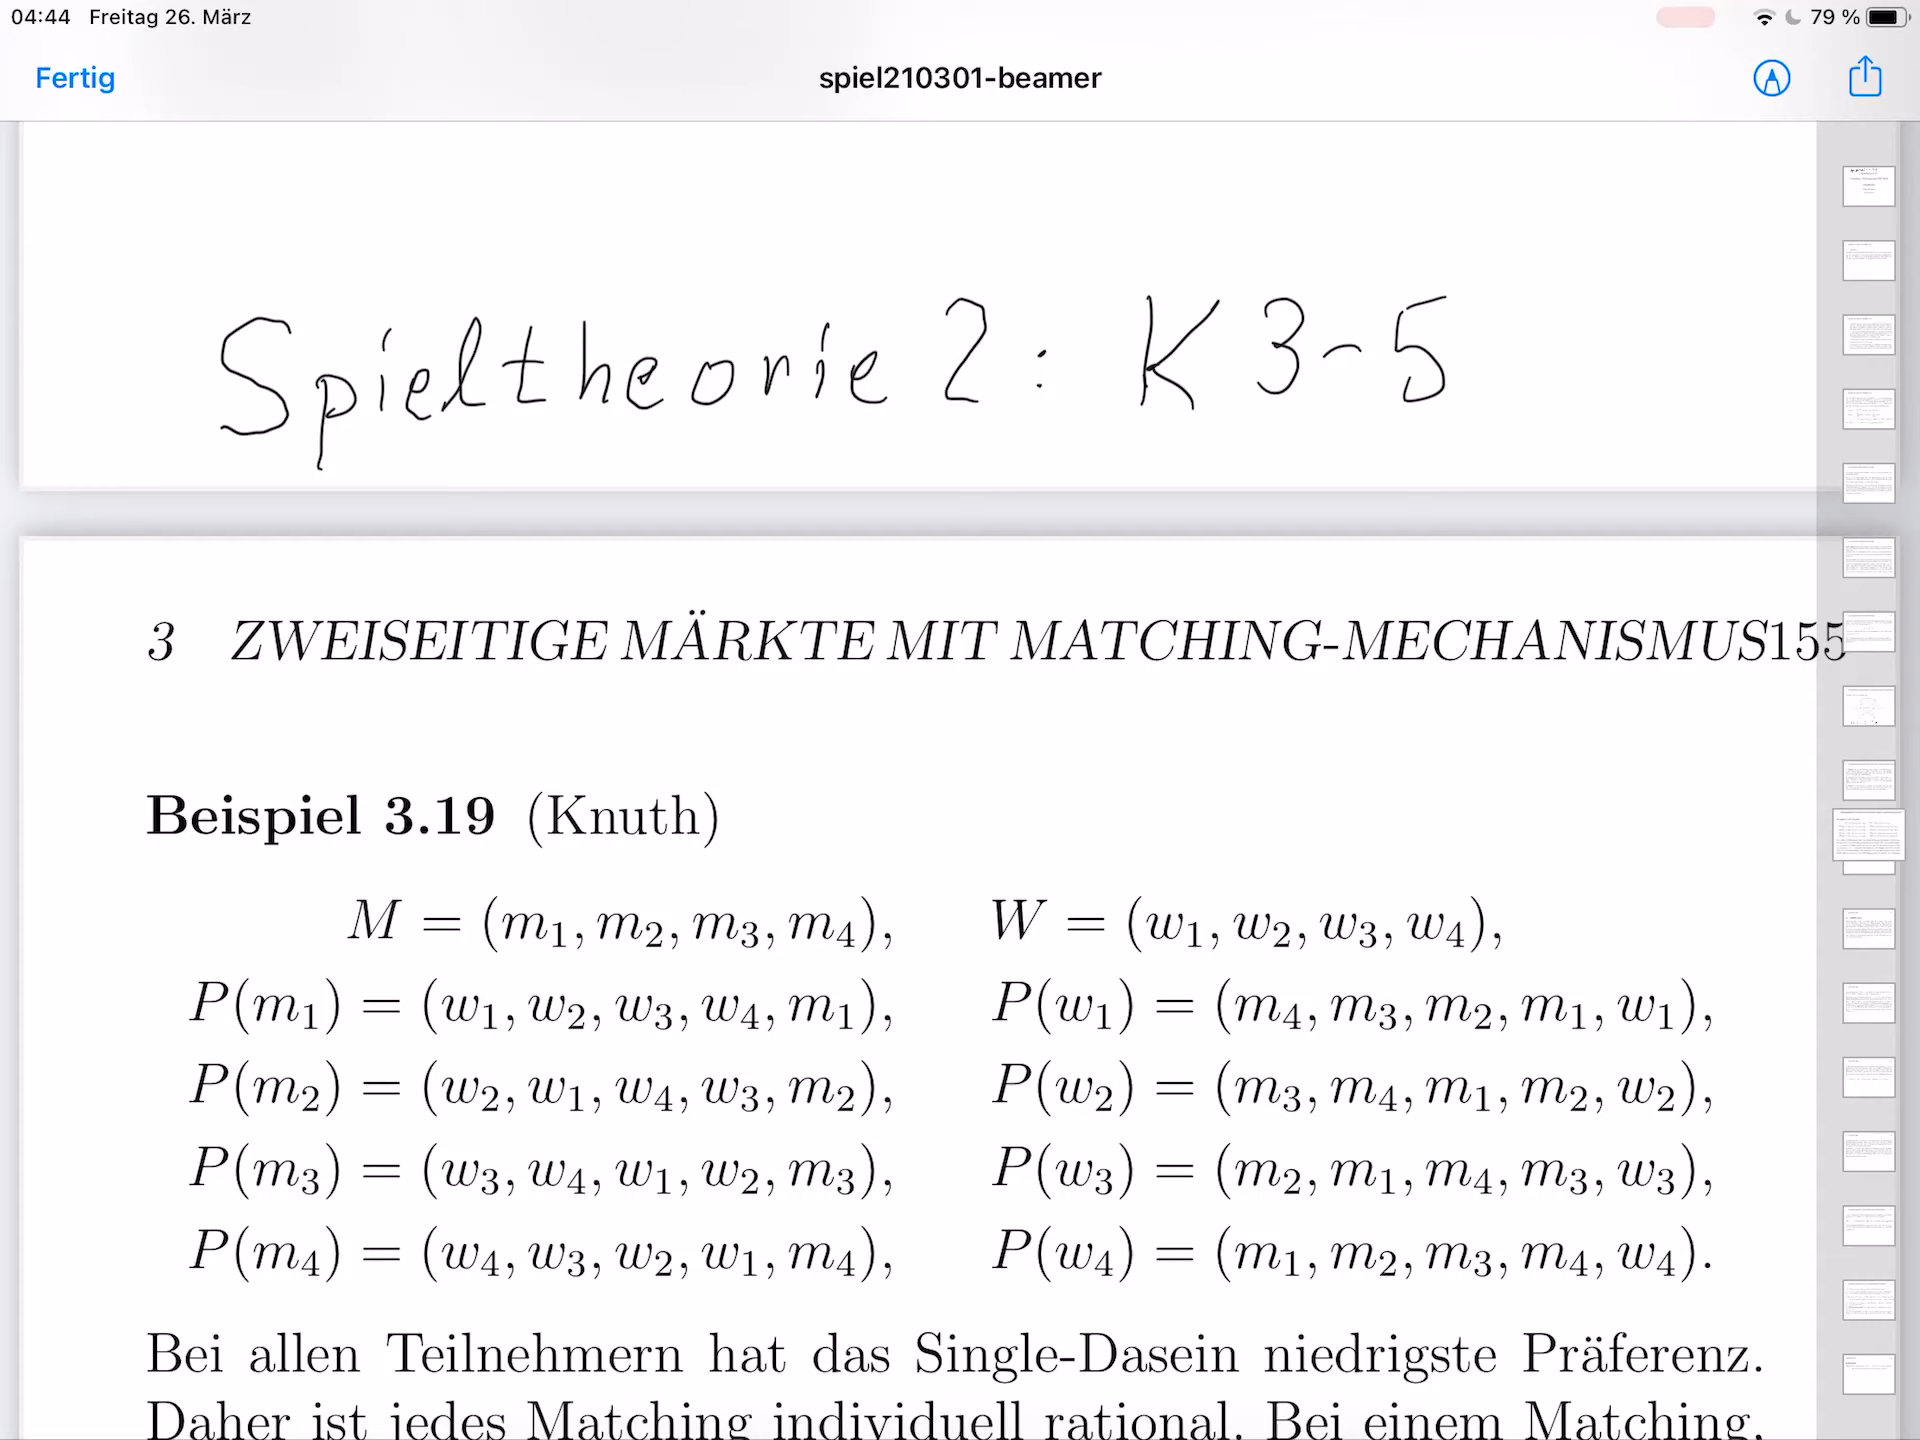 04:44 Freitag 26. März 79 %
Fertig spiel210301-beamer
Spieltheorie 2: K 3-5
3 ZWEISEITIGE MÄRKTE MIT MATCHING-MECHANISMUS155
Beispiel 3.19 (Knuth)
M = (m₁, m₂, m₃, m₄), W = (w₁, w₂, w₃, w₄),
P(m₁) = (w₁, w₂, w₃, w₄, m₁), P(w₁) = (m₄, m₃, m₂, m₁, w₁),
P(m₂) = (w₂, w₁, w₄, w₃, m₂), P(w₂) = (m₃, m₄, m₁, m₂, w₂),
P(m₃) = (w₃, w₄, w₁, w₂, m₃), P(w₃) = (m₂, m₁, m₄, m₃, w₃),
P(m₄) = (w₄, w₃, w₂, w₁, m₄), P(w₄) = (m₁, m₂, m₃, m₄, w₄).
Bei allen Teilnehmern hat das Single-Dasein niedrigste Präferenz.
Daher ist jedes Matching individuell rational. Bei einem Matching,